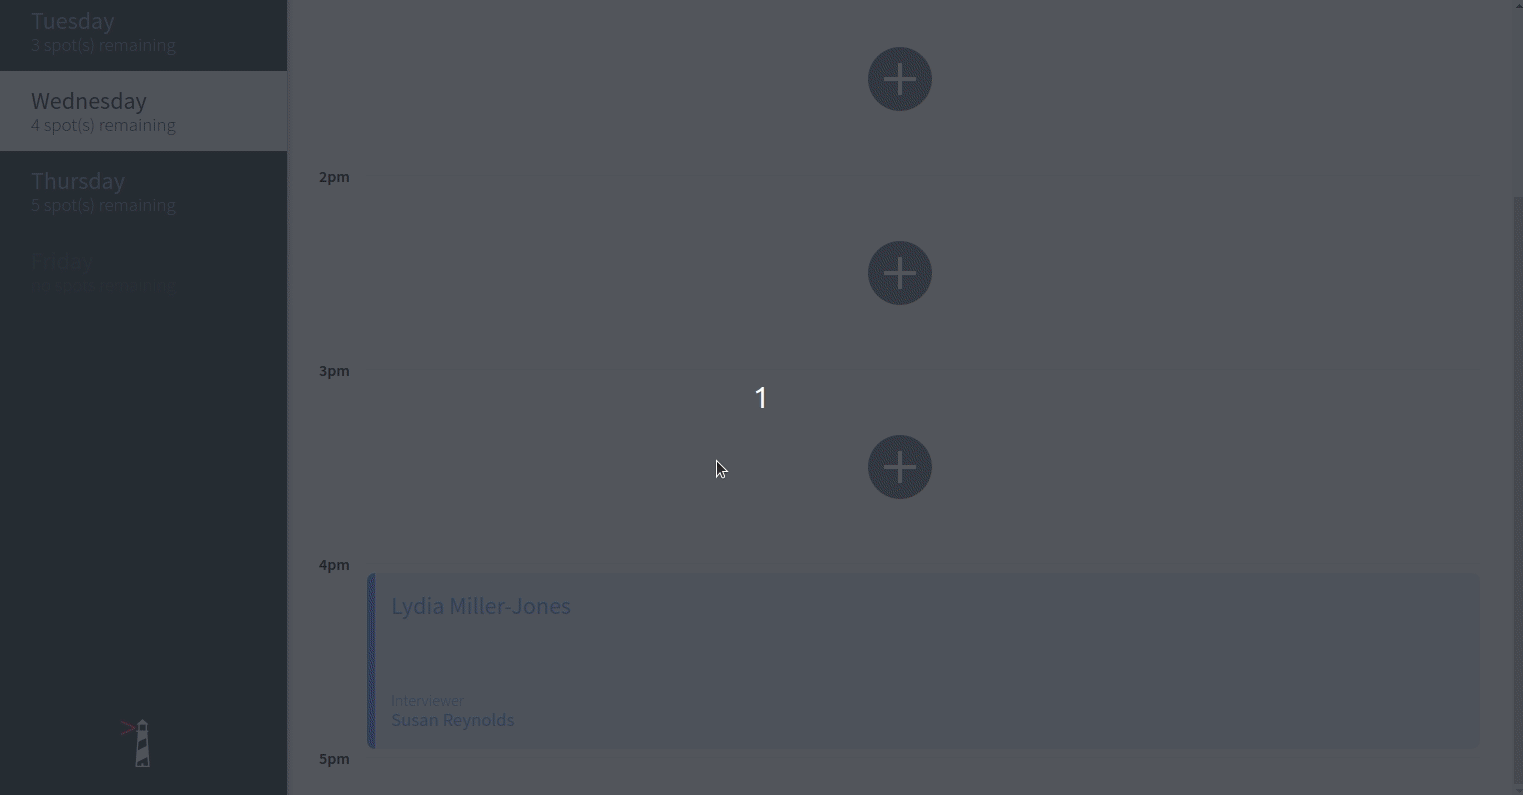 Tuesday
3 spot(s) remaining
Wednesday
4 spot(s) remaining
Thursday
5 spot(s) remaining
Friday
2pm
3pm
1
4pm
Lydia Miller-Jones
Interviewer
Susan Reynolds
5pm